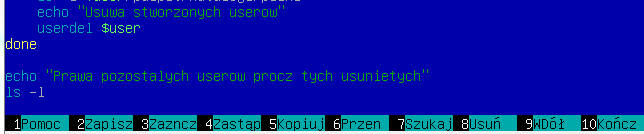 echo "Usuwa stworzonych userow"
userdel $user
done
echo "Prawa pozostalych userow procz tych usunietych"
ls -l
1Pomoc 2Zapisz 3Zazncz 4Zastąp 5Kopiuj 6Przen 7Szukaj 8Usuń 9WDół 10Kończ